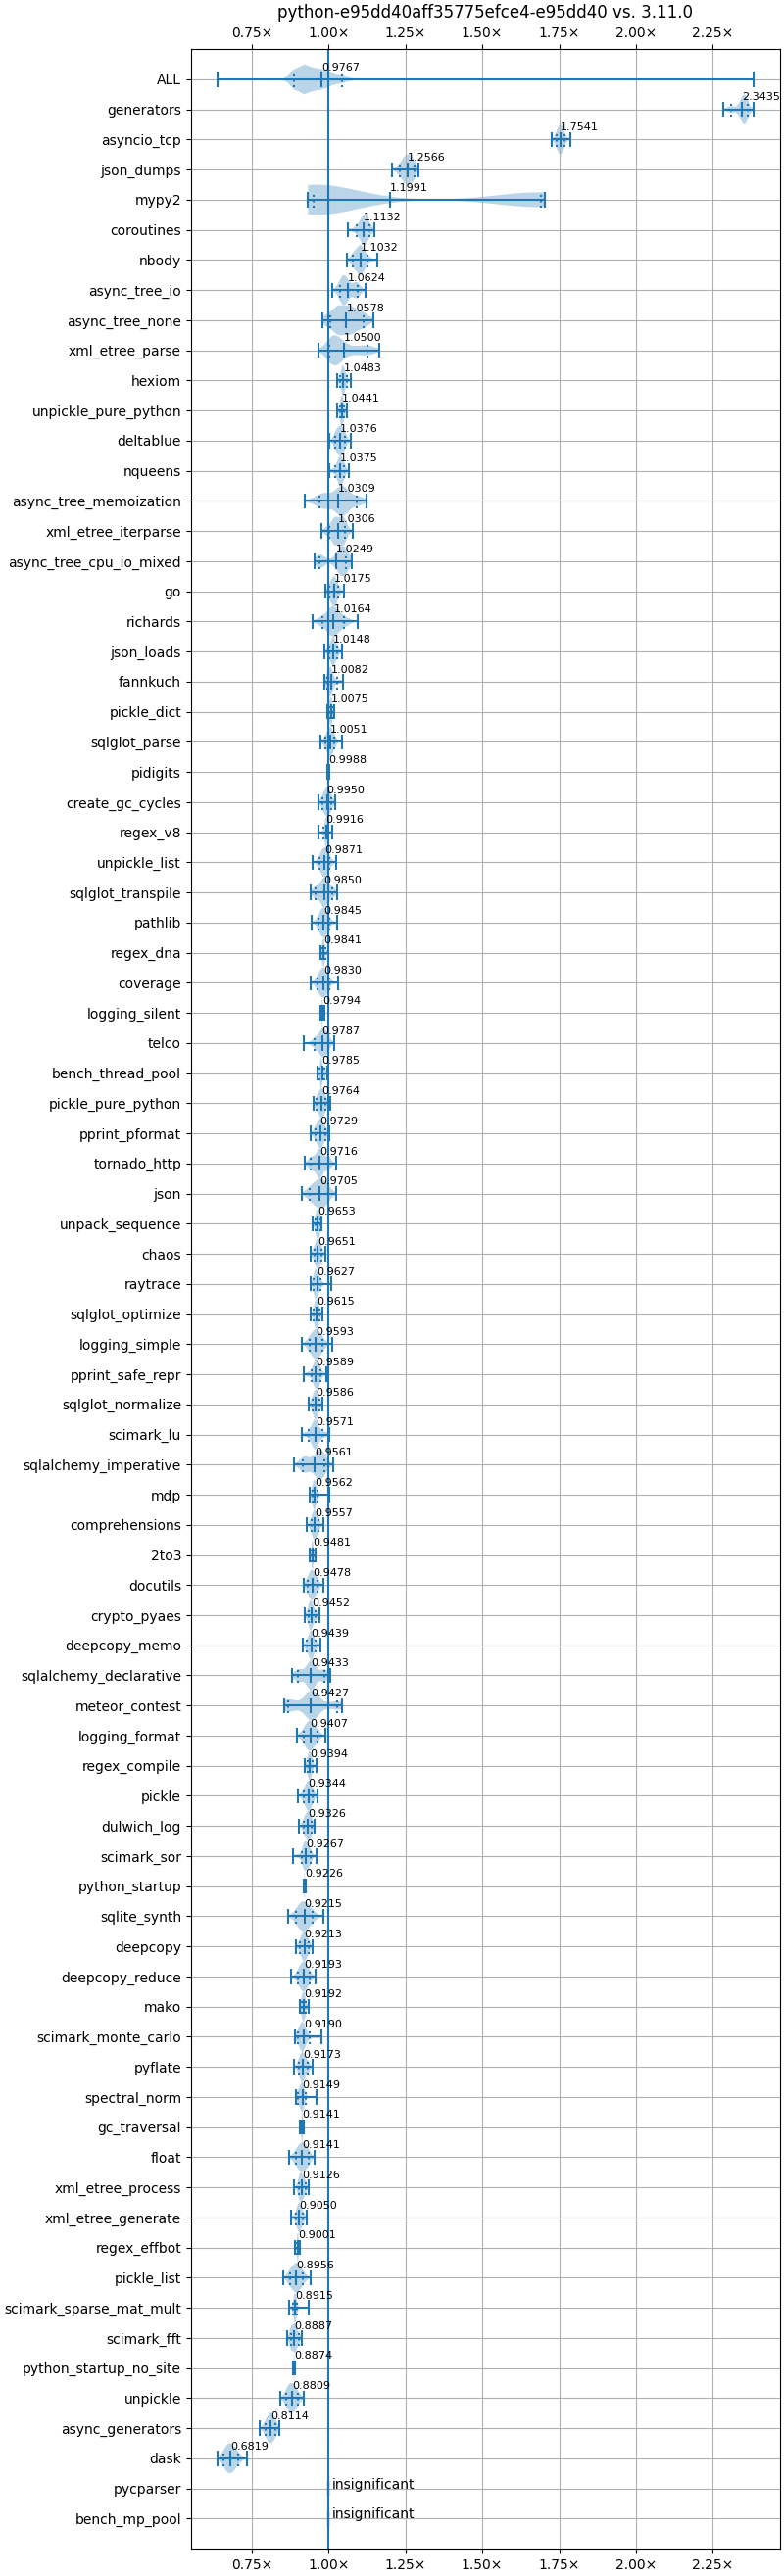 python-e95dd40aff35775efce4-e95dd40 vs. 3.11.0
0.75× 1.00× 1.25× 1.50× 1.75× 2.00× 2.25×
ALL 0.9767
generators 2.3435
asyncio_tcp 1.7541
json_dumps 1.2566
mypy2 1.1991
coroutines 1.1132
nbody 1.1032
async_tree_io 1.0624
async_tree_none 1.0578
xml_etree_parse 1.0500
hexiom 1.0483
unpickle_pure_python 1.0441
deltablue 1.0376
nqueens 1.0375
async_tree_memoization 1.0309
xml_etree_iterparse 1.0306
async_tree_cpu_io_mixed 1.0249
go 1.0175
richards 1.0164
json_loads 1.0148
fannkuch 1.0082
pickle_dict 1.0075
sqlglot_parse 1.0051
pidigits 0.9988
create_gc_cycles 0.9950
regex_v8 0.9916
unpickle_list 0.9871
sqlglot_transpile 0.9850
pathlib 0.9845
regex_dna 0.9841
coverage 0.9830
logging_silent 0.9794
telco 0.9787
bench_thread_pool 0.9785
pickle_pure_python 0.9764
pprint_pformat 0.9729
tornado_http 0.9716
json 0.9705
unpack_sequence 0.9653
chaos 0.9651
raytrace 0.9627
sqlglot_optimize 0.9615
logging_simple 0.9593
pprint_safe_repr 0.9589
sqlglot_normalize 0.9586
scimark_lu 0.9571
sqlalchemy_imperative 0.9561
mdp 0.9562
comprehensions 0.9557
2to3 0.9481
docutils 0.9478
crypto_pyaes 0.9452
deepcopy_memo 0.9439
sqlalchemy_declarative 0.9433
meteor_contest 0.9427
logging_format 0.9407
regex_compile 0.9394
pickle 0.9344
dulwich_log 0.9326
scimark_sor 0.9267
python_startup 0.9226
sqlite_synth 0.9215
deepcopy 0.9213
deepcopy_reduce 0.9193
mako 0.9192
scimark_monte_carlo 0.9190
pyflate 0.9173
spectral_norm 0.9149
gc_traversal 0.9141
float 0.9141
xml_etree_process 0.9126
xml_etree_generate 0.9050
regex_effbot 0.9001
pickle_list 0.8956
scimark_sparse_mat_mult 0.8915
scimark_fft 0.8887
python_startup_no_site 0.8874
unpickle 0.8809
async_generators 0.8114
dask 0.6819
pycparser insignificant
bench_mp_pool insignificant
0.75× 1.00× 1.25× 1.50× 1.75× 2.00× 2.25×